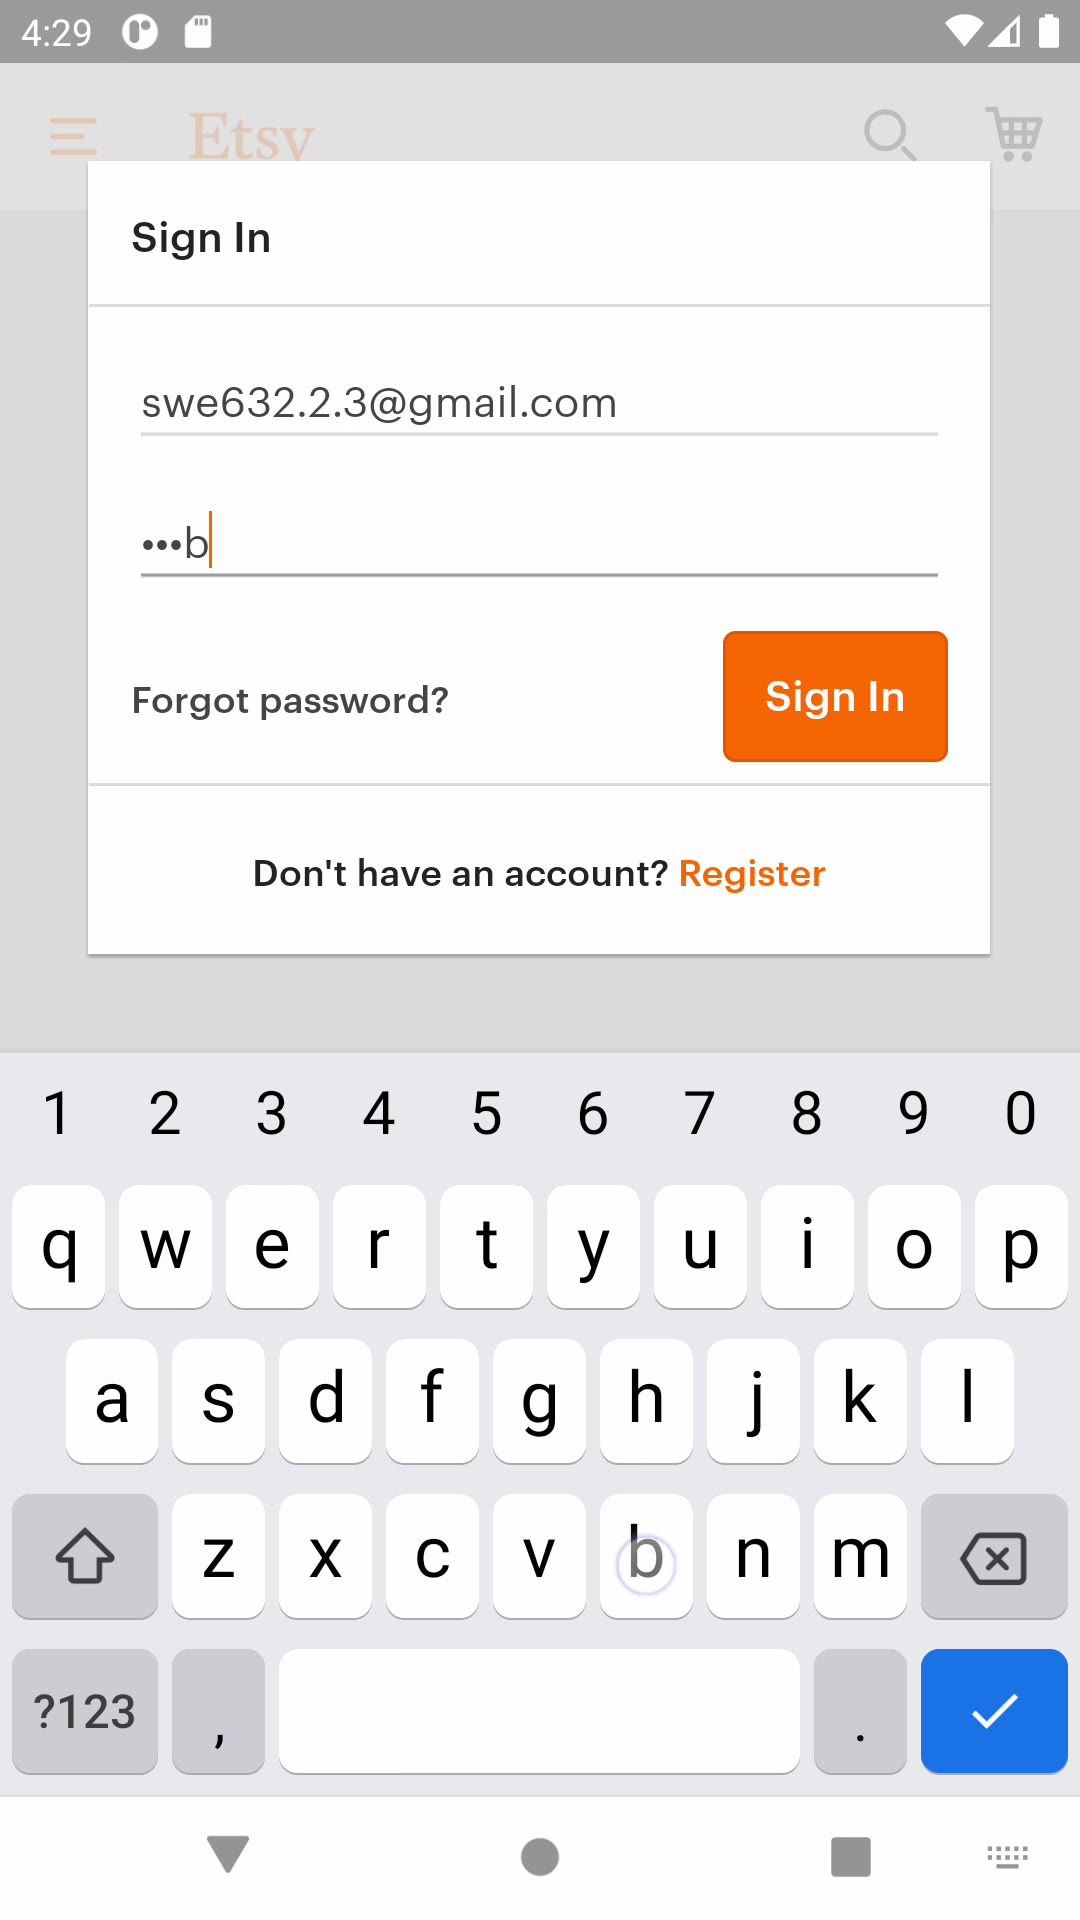 4:29
Etsy
Sign In
swe632.2.3@gmail.com
•••b
Forgot password?
Sign In
Don't have an account? Register
1 2 3 4 5 6 7 8 9 0
q w e r t y u i o p
a s d f g h j k l
z x c v b n m
?123 , .